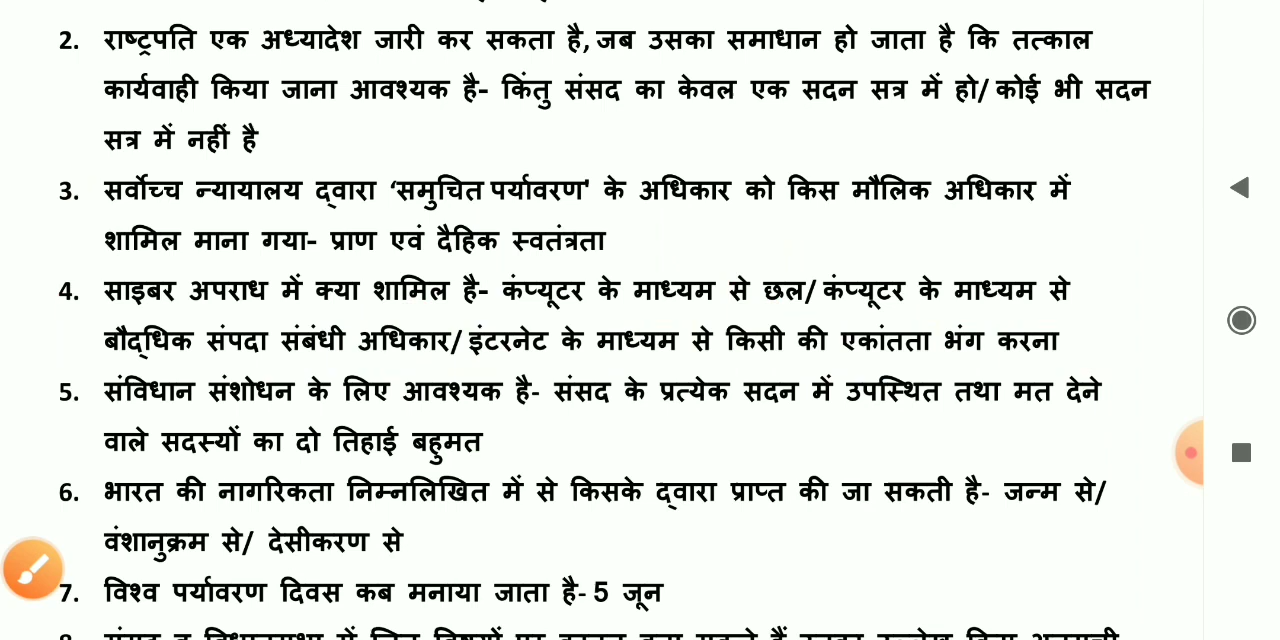 2. राष्ट्रपति एक अध्यादेश जारी कर सकता है, जब उसका समाधान हो जाता है कि तत्काल
कार्यवाही किया जाना आवश्यक है- किंतु संसद का केवल एक सदन सत्र में हो/ कोई भी सदन
सत्र में नहीं है
3. सर्वोच्च न्यायालय द्वारा ‘समुचित पर्यावरण' के अधिकार को किस मौलिक अधिकार में
शामिल माना गया- प्राण एवं दैहिक स्वतंत्रता
4. साइबर अपराध में क्या शामिल है- कंप्यूटर के माध्यम से छल/ कंप्यूटर के माध्यम से
बौद्धिक संपदा संबंधी अधिकार/ इंटरनेट के माध्यम से किसी की एकांतता भंग करना
5. संविधान संशोधन के लिए आवश्यक है- संसद के प्रत्येक सदन में उपस्थित तथा मत देने
वाले सदस्यों का दो तिहाई बहुमत
6. भारत की नागरिकता निम्नलिखित में से किसके द्वारा प्राप्त की जा सकती है- जन्म से/
वंशानुक्रम से/ देसीकरण से
7. विश्व पर्यावरण दिवस कब मनाया जाता है- 5 जून